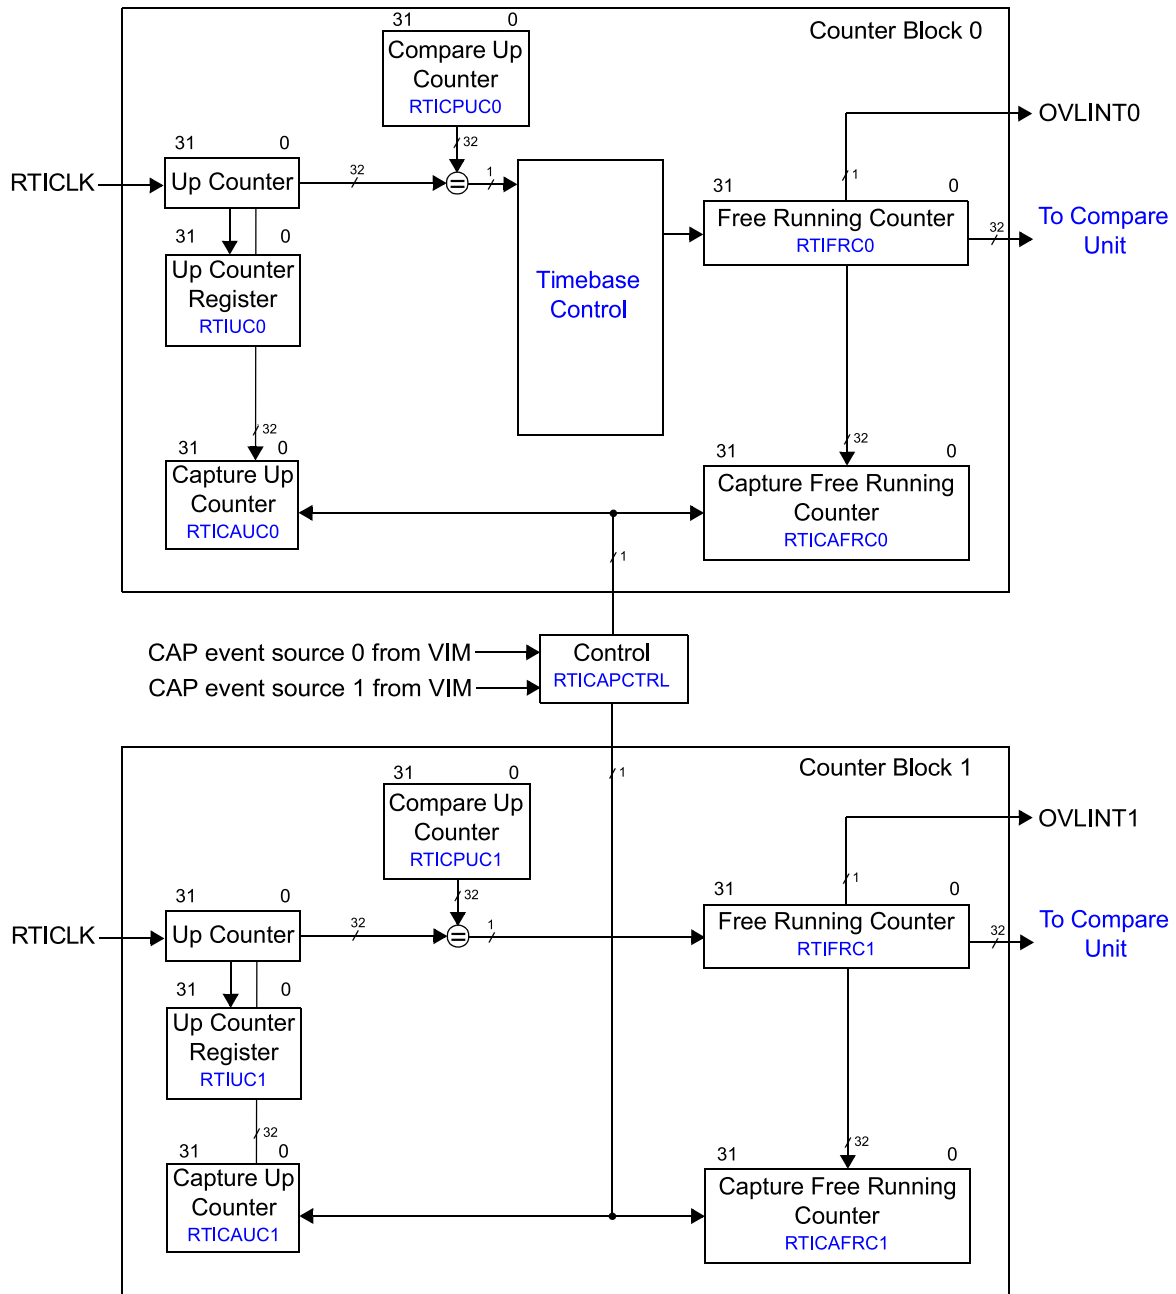 Counter Block 0
31 0
Compare Up
Counter
RTICPUC0
32
OVLINT0
31 0
RTICLK
Up Counter
32
=
1
Timebase
Control
1
31 0
Free Running Counter
RTIFRC0
32
To Compare
Unit
31 0
Up Counter
Register
RTIUC0
32
31 0
Capture Up
Counter
RTICAUC0
32
31 0
Capture Free Running
Counter
RTICAFRC0
1
CAP event source 0 from VIM
CAP event source 1 from VIM
Control
RTICAPCTRL
Counter Block 1
1
31 0
Compare Up
Counter
RTICPUC1
32
OVLINT1
31 0
RTICLK
Up Counter
32
=
1
1
31 0
Free Running Counter
RTIFRC1
32
To Compare
Unit
31 0
Up Counter
Register
RTIUC1
32
31 0
Capture Up
Counter
RTICAUC1
32
31 0
Capture Free Running
Counter
RTICAFRC1